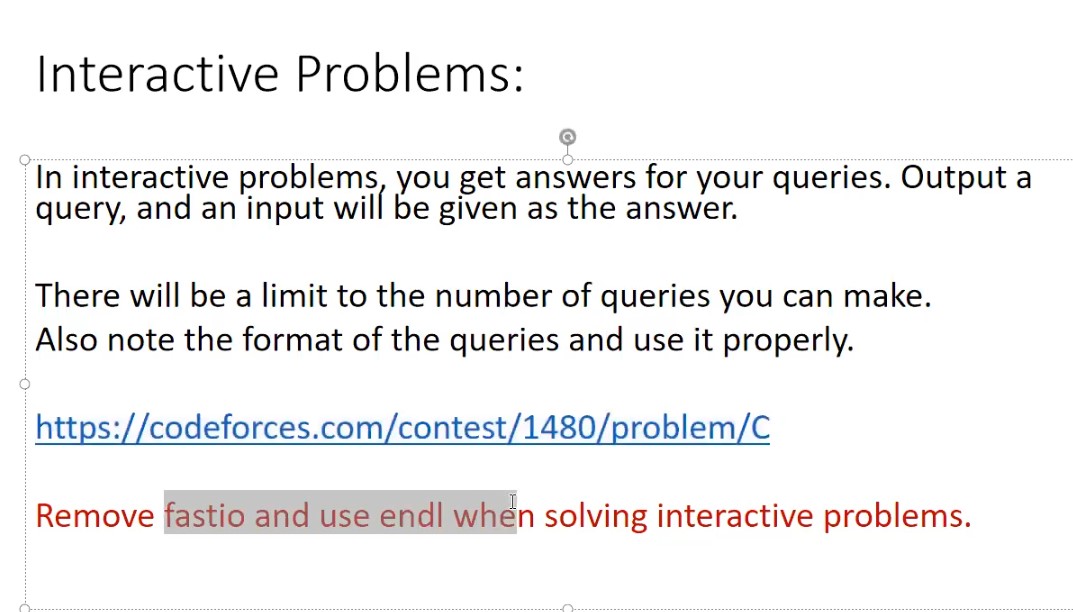 Interactive Problems:
In interactive problems, you get answers for your queries. Output a
query, and an input will be given as the answer.
There will be a limit to the number of queries you can make.
Also note the format of the queries and use it properly.
https://codeforces.com/contest/1480/problem/C
Remove fastio and use endl when solving interactive problems.